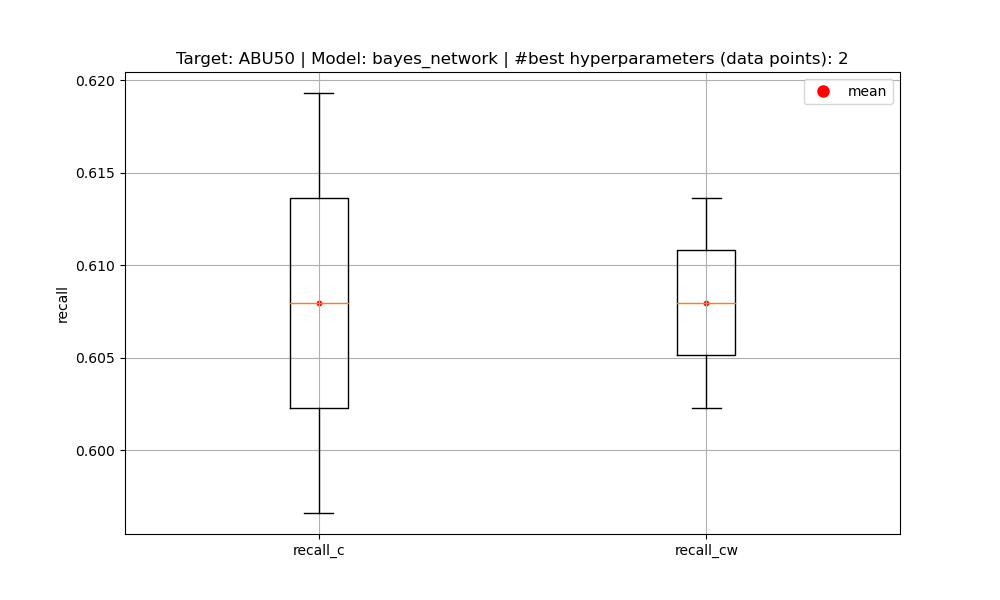 Target: ABU50 | Model: bayes_network | #best hyperparameters (data points): 2
mean
0.620
0.615
0.610
0.605
0.600
recall
recall_c
recall_cw